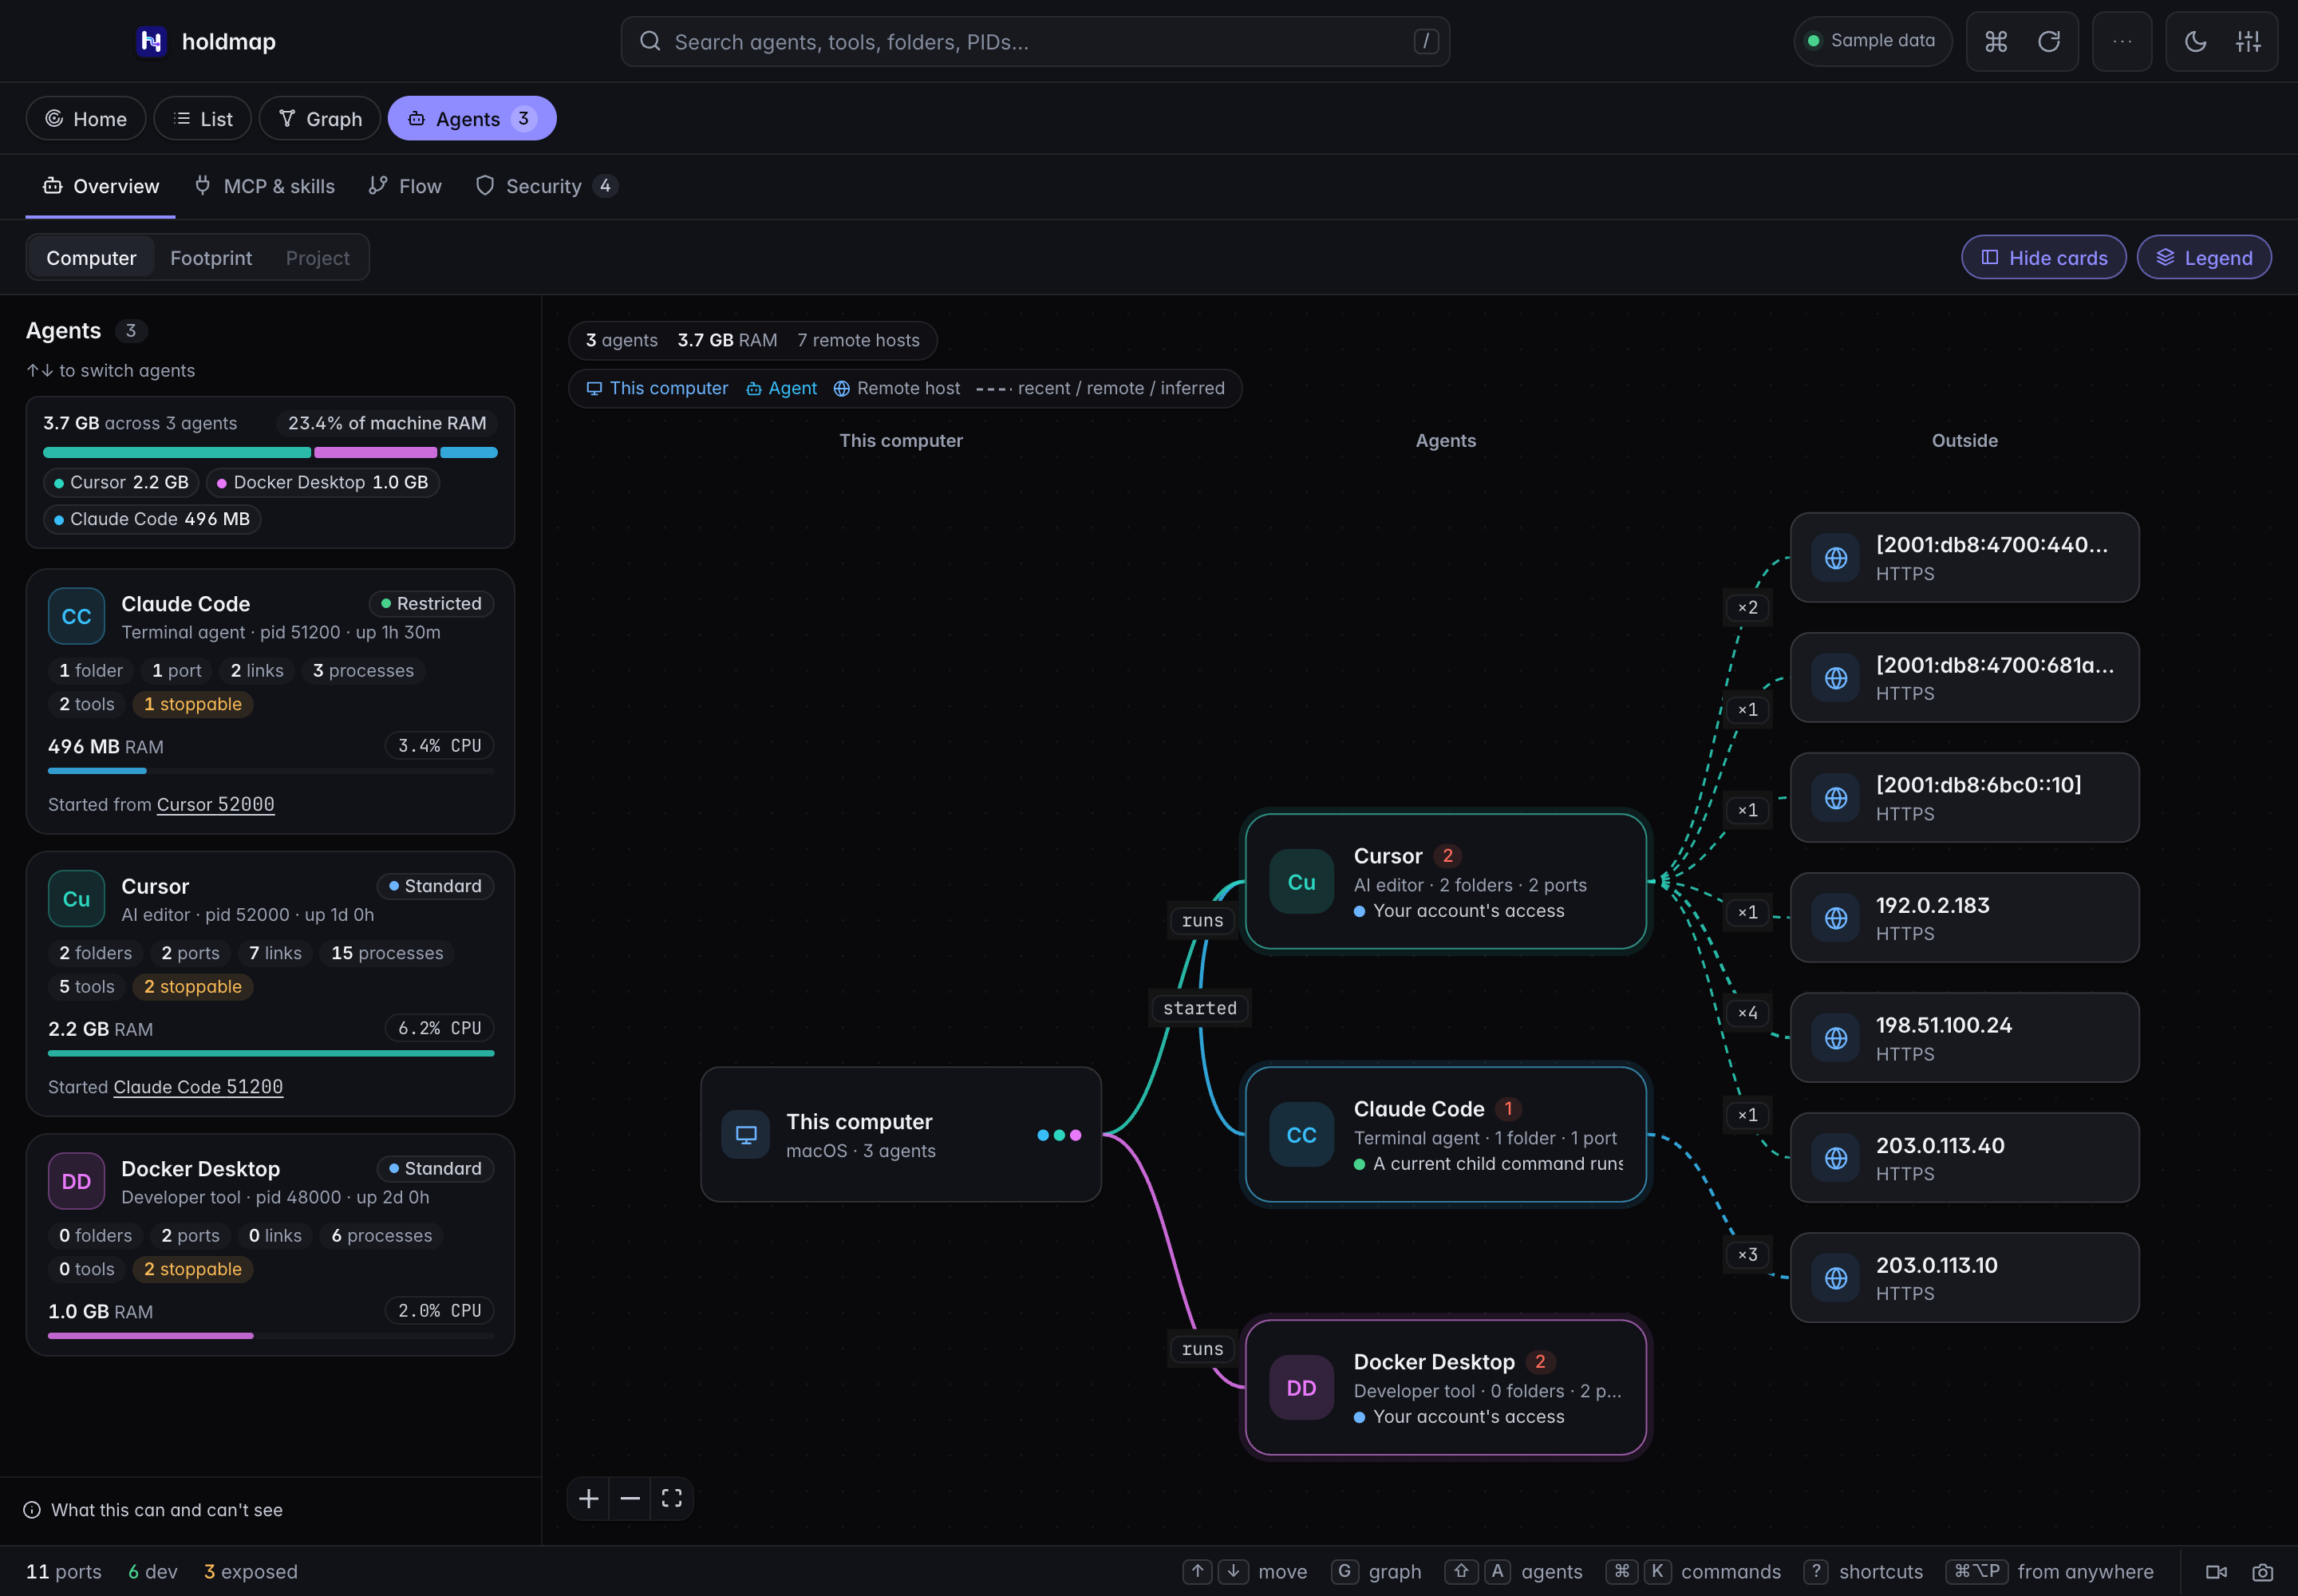 holdmap
Search agents, tools, folders, PIDs...
/
Sample data
Home
List
Graph
Agents 3
Overview
MCP & skills
Flow
Security 4
Computer
Footprint
Project
Hide cards
Legend
Agents 3
↑↓ to switch agents
3.7 GB across 3 agents
23.4% of machine RAM
Cursor 2.2 GB
Docker Desktop 1.0 GB
Claude Code 496 MB
CC
Claude Code
Restricted
Terminal agent · pid 51200 · up 1h 30m
1 folder 1 port 2 links 3 processes
2 tools 1 stoppable
496 MB RAM
3.4% CPU
Started from Cursor 52000
Cu
Cursor
Standard
AI editor · pid 52000 · up 1d 0h
2 folders 2 ports 7 links 15 processes
5 tools 2 stoppable
2.2 GB RAM
6.2% CPU
Started Claude Code 51200
DD
Docker Desktop
Standard
Developer tool · pid 48000 · up 2d 0h
0 folders 2 ports 0 links 6 processes
0 tools 2 stoppable
1.0 GB RAM
2.0% CPU
What this can and can't see
3 agents 3.7 GB RAM 7 remote hosts
This computer Agent Remote host recent / remote / inferred
This computer
Agents
Outside
This computer
macOS · 3 agents
runs
started
runs
Cu
Cursor 2
AI editor · 2 folders · 2 ports
Your account's access
CC
Claude Code 1
Terminal agent · 1 folder · 1 port
A current child command runs
DD
Docker Desktop 2
Developer tool · 0 folders · 2 p...
Your account's access
×2
×1
×1
×1
×4
×1
×3
[2001:db8:4700:440...
HTTPS
[2001:db8:4700:681a...
HTTPS
[2001:db8:6bc0::10]
HTTPS
192.0.2.183
HTTPS
198.51.100.24
HTTPS
203.0.113.40
HTTPS
203.0.113.10
HTTPS
11 ports 6 dev 3 exposed
↑ ↓ move G graph ⇧ A agents ⌘ K commands ? shortcuts ⌘⌥P from anywhere